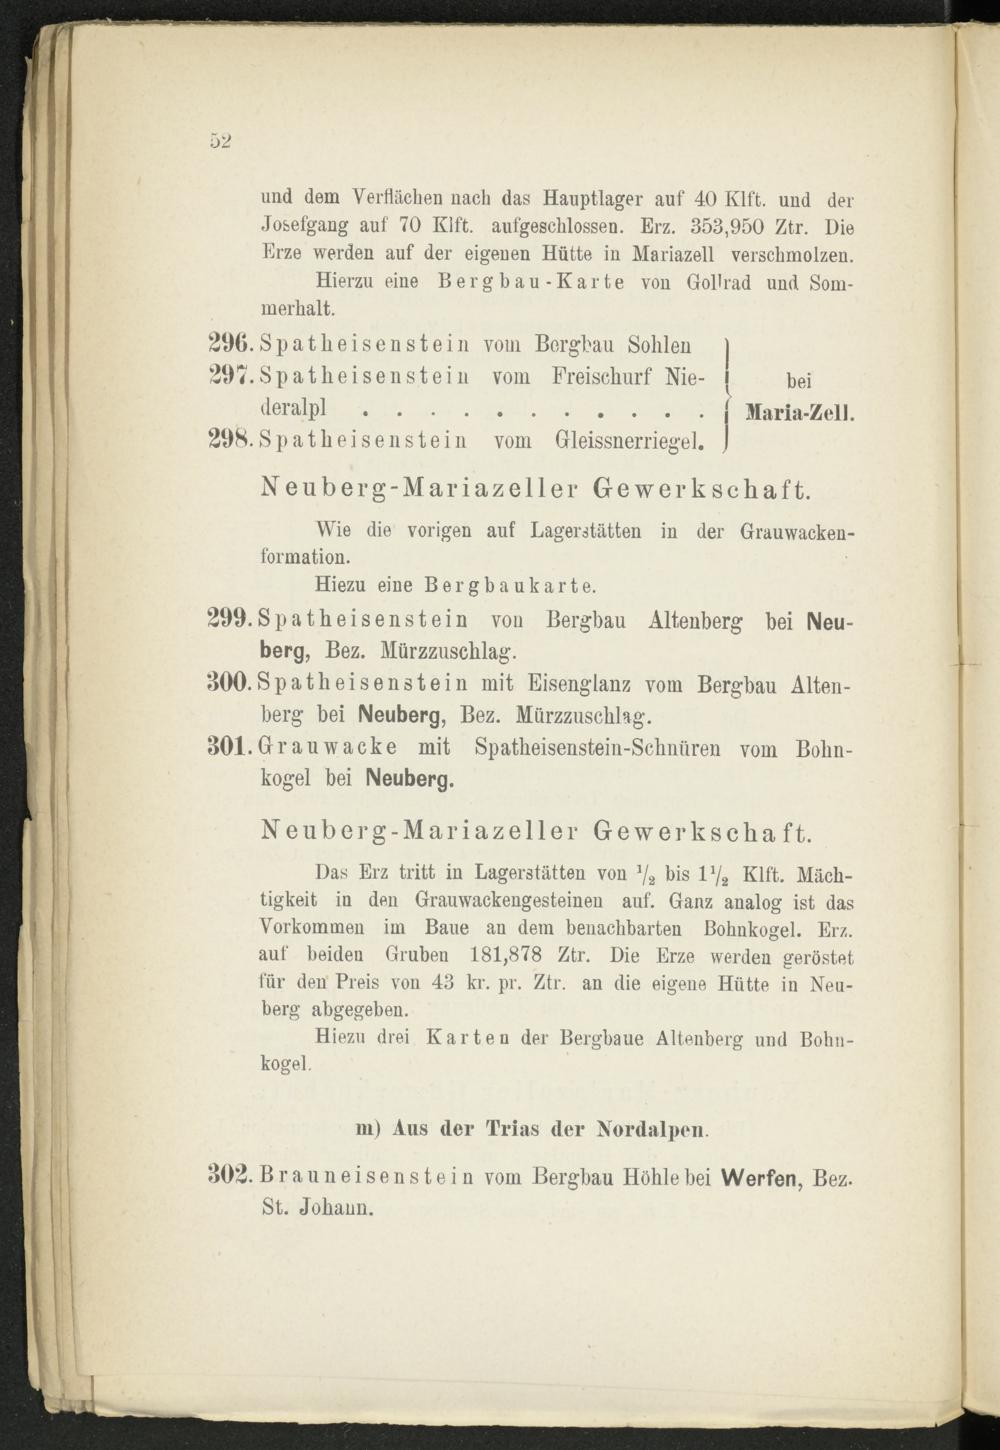 52
und dem Verflächen nach das Hauptlager auf 40 Klft. und der
Josefgang auf 70 Klft. aufgeschlossen. Erz. 353,950 Ztr. Die
Erze werden auf der eigenen Hütte in Mariazell verschmolzen.
Hierzu eine Bergbau-Karte von Gollrad und Som-
merhalt.
296. Spatheisenstein vom Bergbau Sohlen
297. Spatheisenstein vom Freischurf Nie-
deralpl . . . . . . . . . . .
298. Spatheisenstein vom Gleissnerriegel.
bei
Maria-Zell.
Neuberg-Mariazeller Gewerkschaft.
Wie die vorigen auf Lagerstätten in der Grauwacken-
formation.
Hiezu eine Bergbaukarte.
299. Spatheisenstein von Bergbau Altenberg bei Neu-
berg, Bez. Mürzzuschlag.
300. Spatheisenstein mit Eisenglanz vom Bergbau Alten-
berg bei Neuberg, Bez. Mürzzuschlag.
301. Grauwacke mit Spatheisenstein-Schnüren vom Bohn-
kogel bei Neuberg.
Neuberg-Mariazeller Gewerkschaft.
Das Erz tritt in Lagerstätten von 1/2 bis 1 1/2 Klft. Mäch-
tigkeit in den Grauwackengesteinen auf. Ganz analog ist das
Vorkommen im Baue an dem benachbarten Bohnkogel. Erz.
auf beiden Gruben 181,878 Ztr. Die Erze werden geröstet
für den Preis von 43 kr. pr. Ztr. an die eigene Hütte in Neu-
berg abgegeben.
Hiezu drei Karten der Bergbaue Altenberg und Bohn-
kogel.
m) Aus der Trias der Nordalpen.
302. Brauneisenstein vom Bergbau Höhle bei Werfen, Bez.
St. Johann.